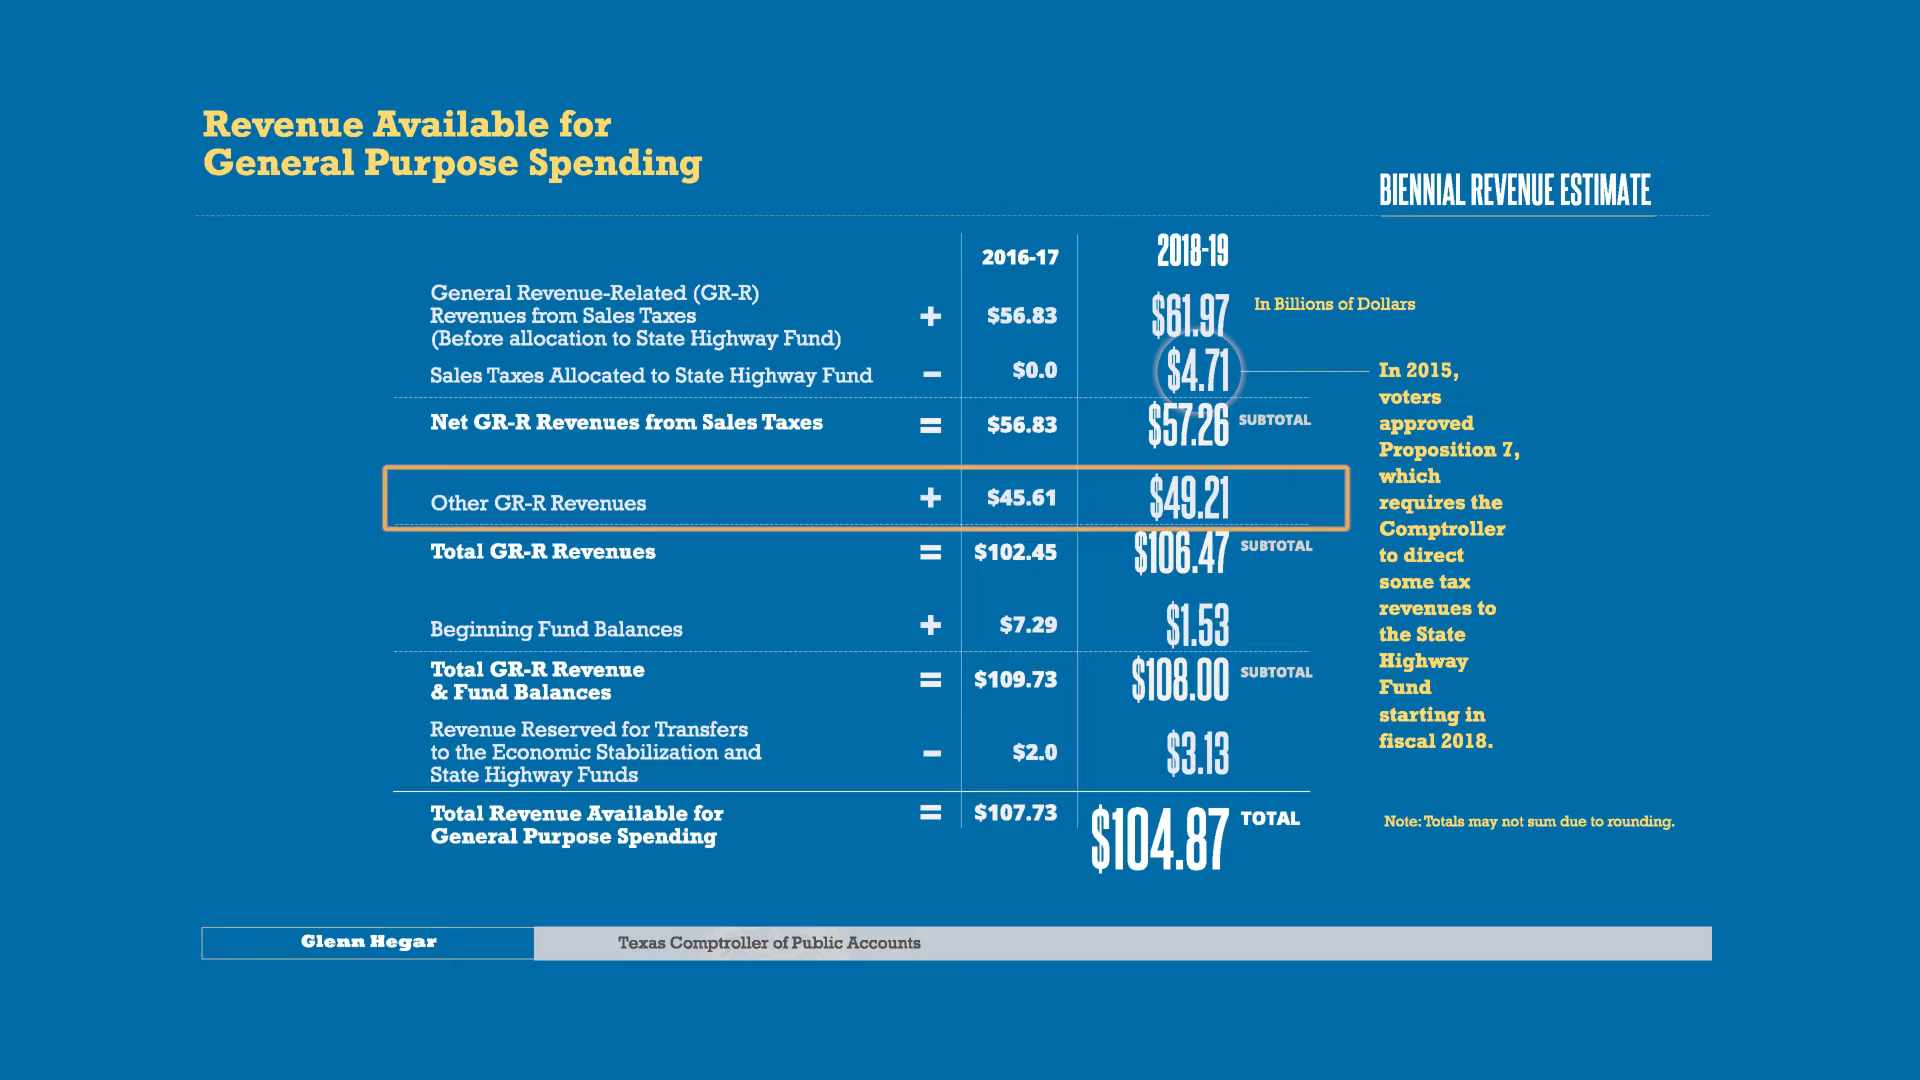 Revenue Available for
General Purpose Spending
BIENNIAL REVENUE ESTIMATE
2016-17 2018-19
General Revenue-Related (GR-R)
Revenues from Sales Taxes
(Before allocation to State Highway Fund)
+ $56.83 $61.97 In Billions of Dollars
Sales Taxes Allocated to State Highway Fund – $0.0 $4.71
Net GR-R Revenues from Sales Taxes = $56.83 $57.26 SUBTOTAL
Other GR-R Revenues + $45.61 $49.21
Total GR-R Revenues = $102.45 $106.47 SUBTOTAL
Beginning Fund Balances + $7.29 $1.53
Total GR-R Revenue
& Fund Balances
= $109.73 $108.00 SUBTOTAL
Revenue Reserved for Transfers
to the Economic Stabilization and
State Highway Funds
– $2.0 $3.13
Total Revenue Available for
General Purpose Spending
= $107.73 $104.87 TOTAL
In 2015,
voters
approved
Proposition 7,
which
requires the
Comptroller
to direct
some tax
revenues to
the State
Highway
Fund
starting in
fiscal 2018.
Note: Totals may not sum due to rounding.
Glenn Hegar Texas Comptroller of Public Accounts